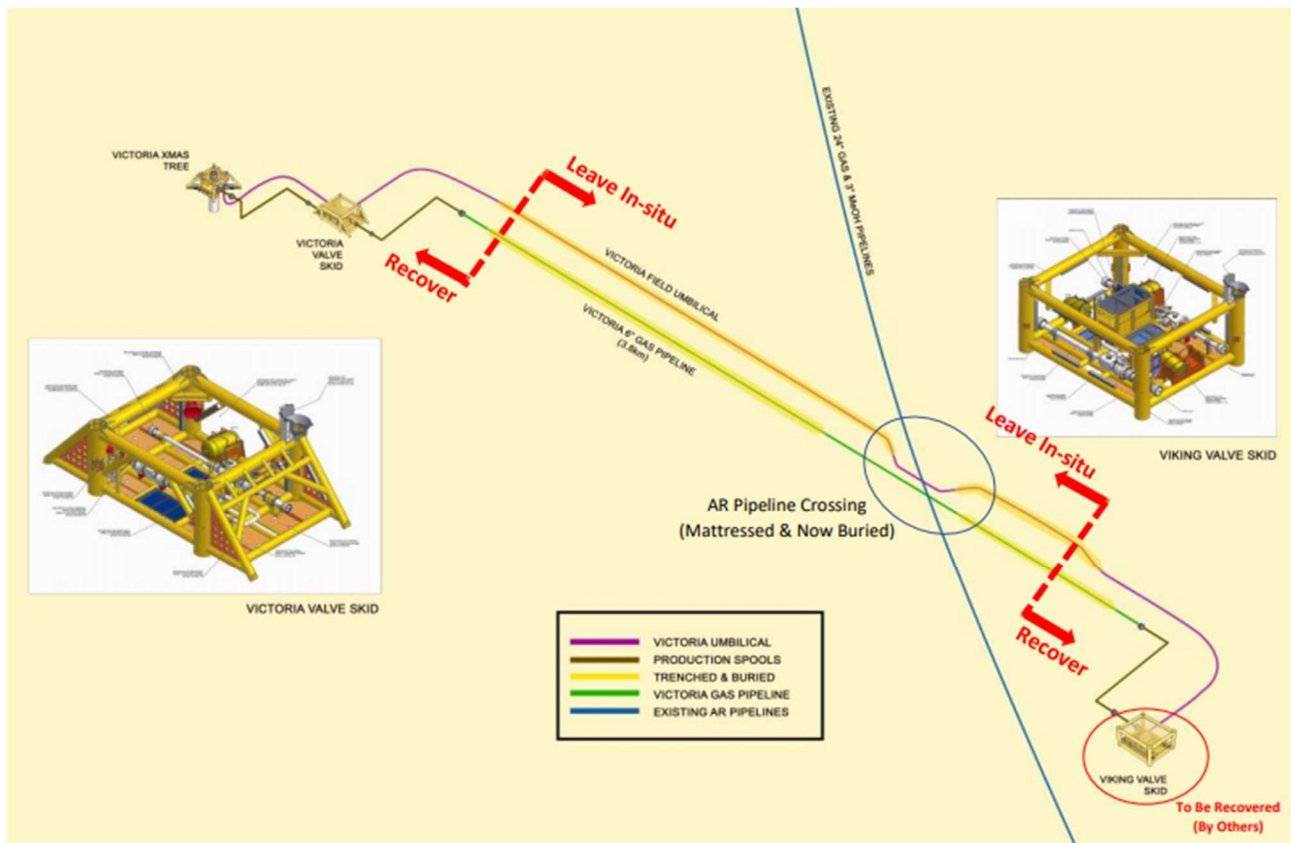 VICTORIA XMAS
TREE
VICTORIA
VALVE
SKID
Leave In-situ
Recover
VICTORIA FIELD UMBILICAL
VICTORIA 6" GAS PIPELINE
(3.8km)
EXISTING 24" GAS & 3" MeOH PIPELINES
VIKING VALVE SKID
VICTORIA VALVE SKID
AR Pipeline Crossing
(Mattressed & Now Buried)
Leave In-situ
Recover
VICTORIA UMBILICAL
PRODUCTION SPOOLS
TRENCHED & BURIED
VICTORIA GAS PIPELINE
EXISTING AR PIPELINES
VIKING VALVE
SKID
To Be Recovered
(By Others)